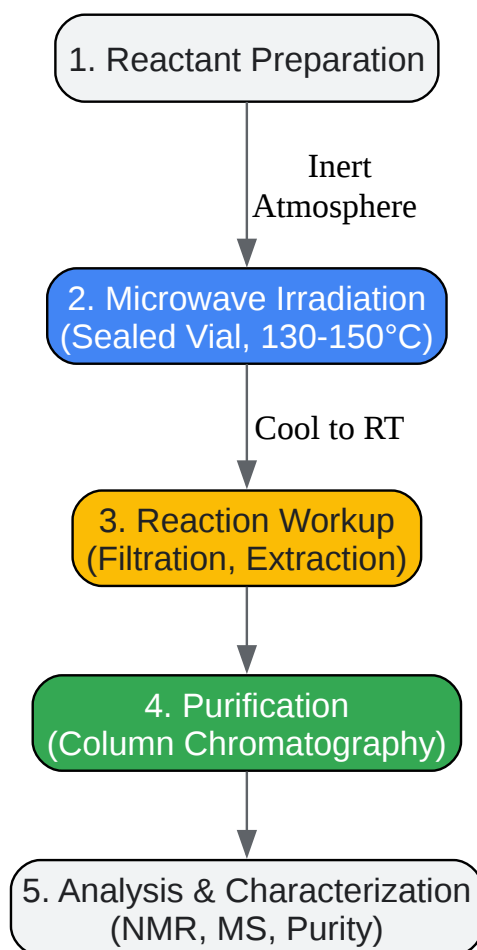 1. Reactant Preparation
Inert
Atmosphere
2. Microwave Irradiation
(Sealed Vial, 130-150°C)
Cool to RT
3. Reaction Workup
(Filtration, Extraction)
4. Purification
(Column Chromatography)
5. Analysis & Characterization
(NMR, MS, Purity)